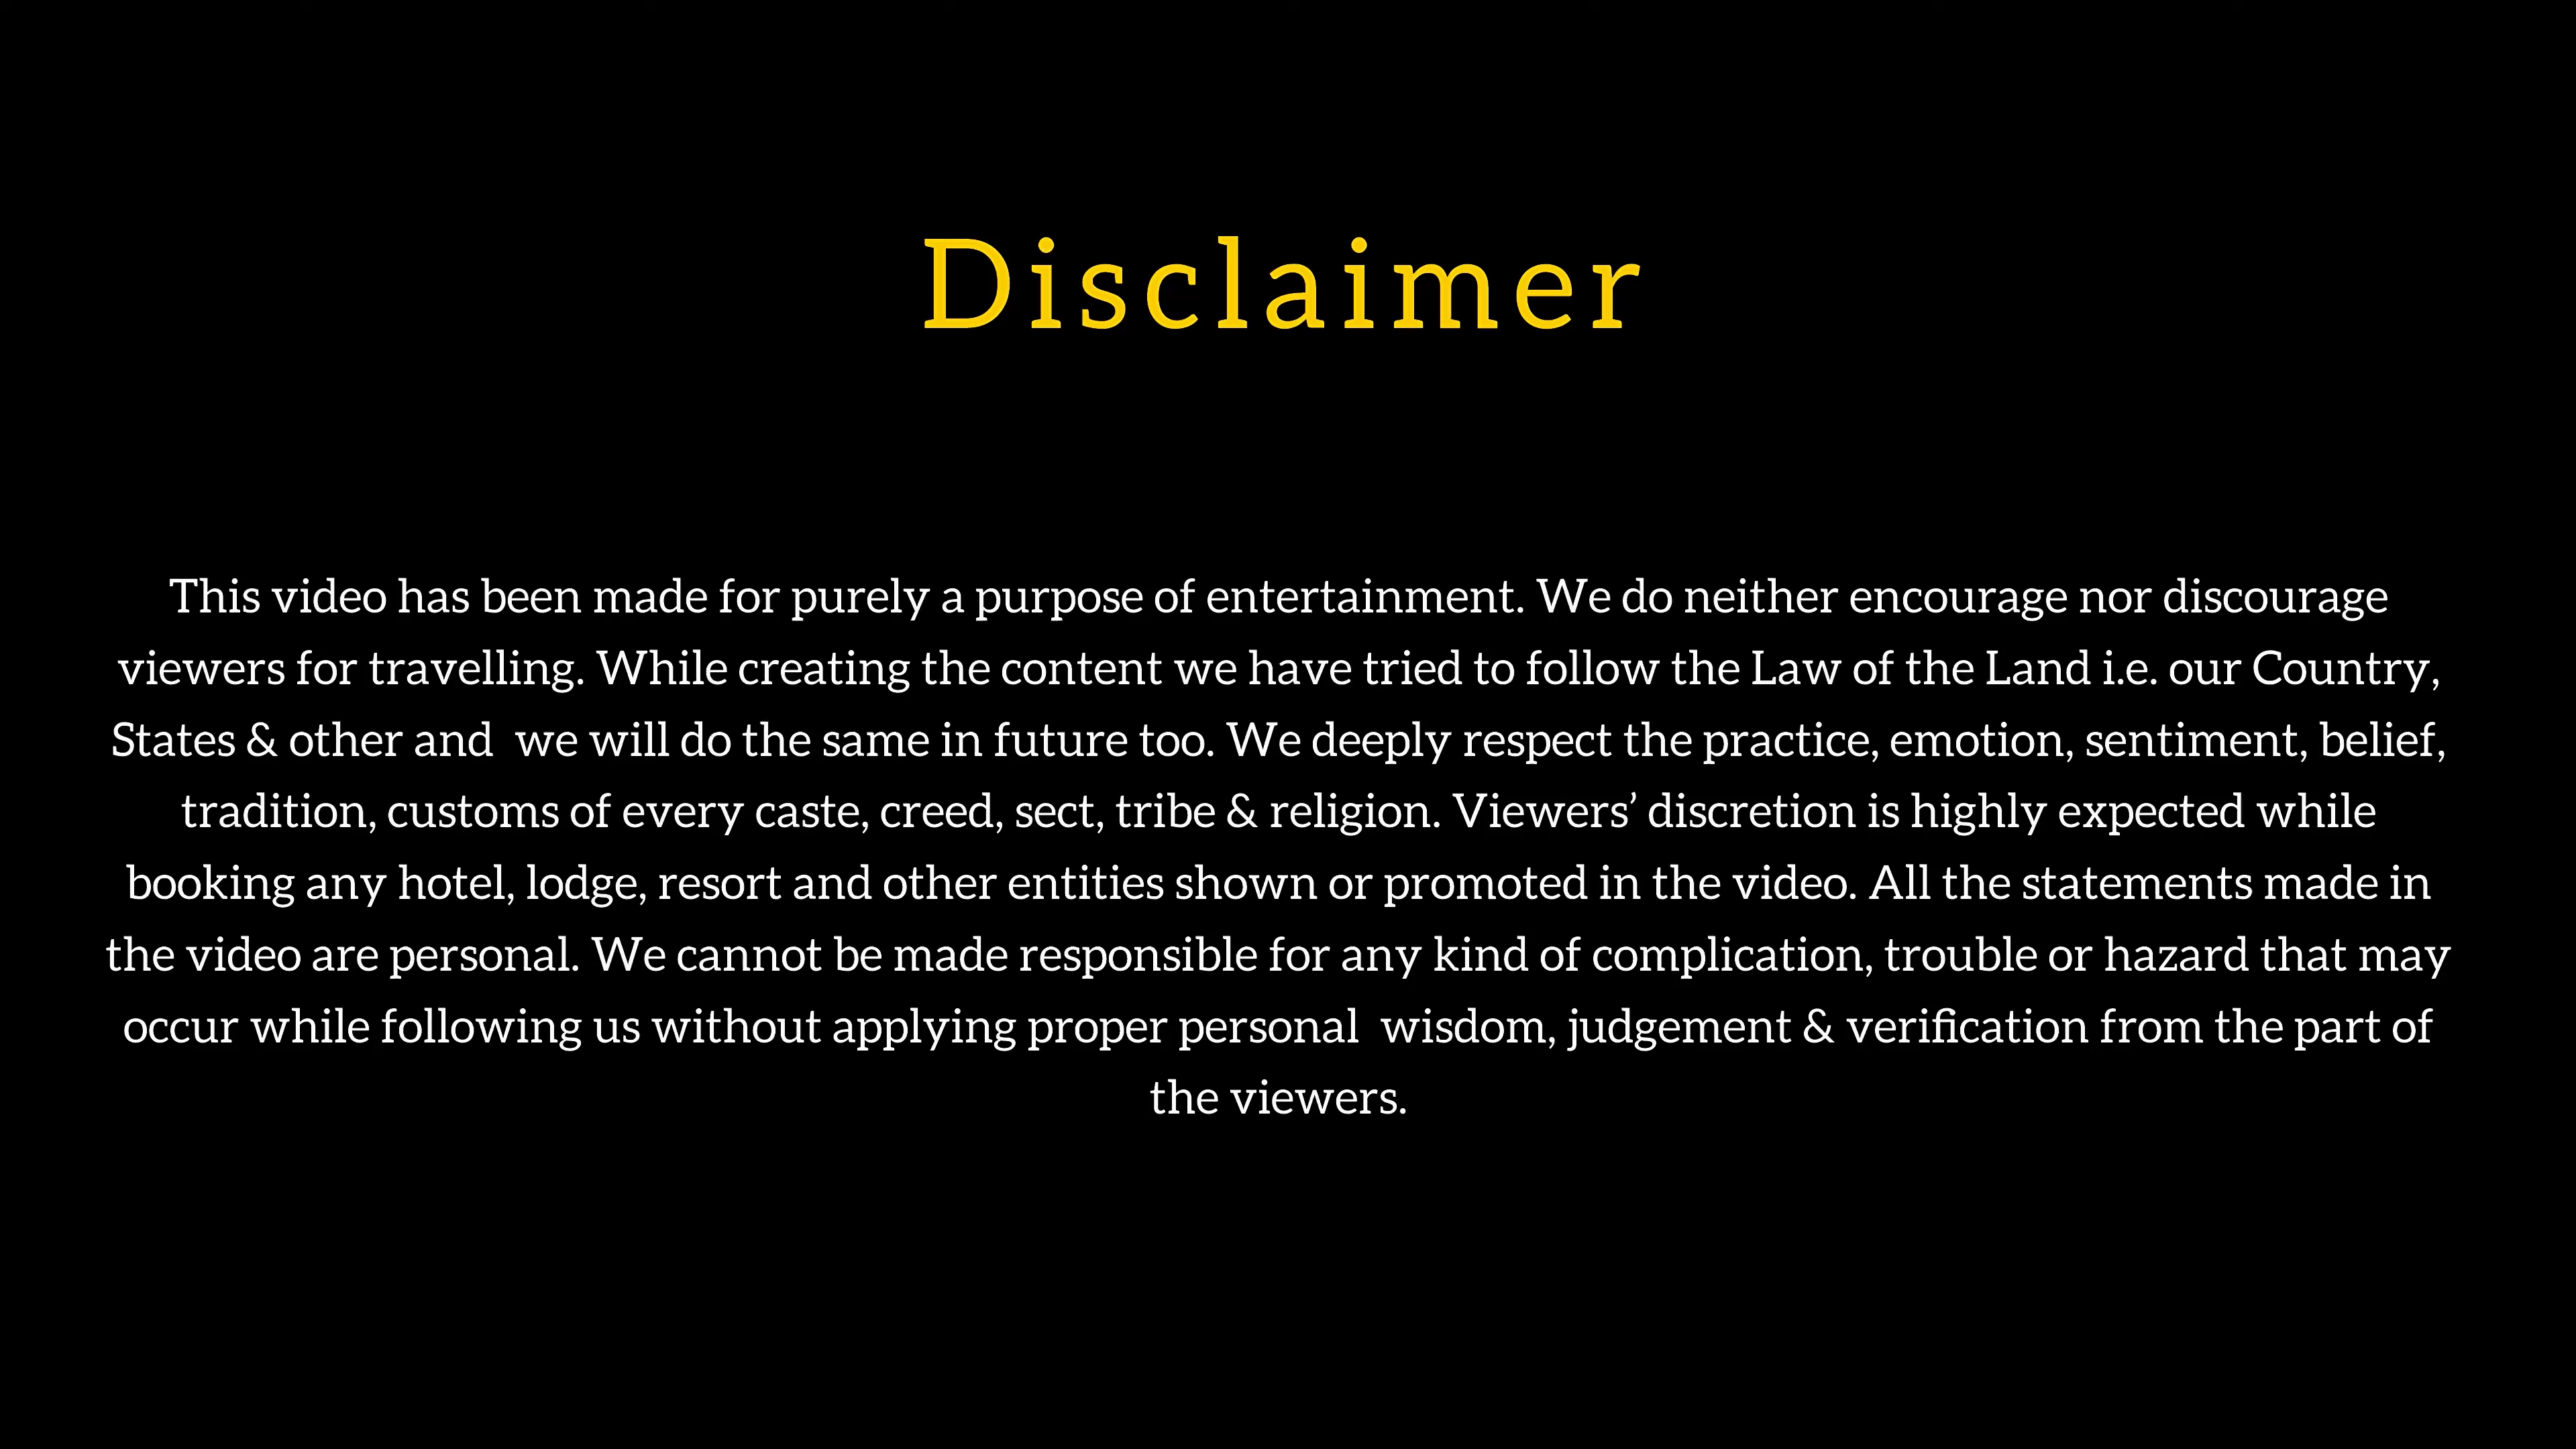 Disclaimer
This video has been made for purely a purpose of entertainment. We do neither encourage nor discourage
viewers for travelling. While creating the content we have tried to follow the Law of the Land i.e. our Country,
States & other and  we will do the same in future too. We deeply respect the practice, emotion, sentiment, belief,
tradition, customs of every caste, creed, sect, tribe & religion. Viewers’ discretion is highly expected while
booking any hotel, lodge, resort and other entities shown or promoted in the video. All the statements made in
the video are personal. We cannot be made responsible for any kind of complication, trouble or hazard that may
occur while following us without applying proper personal  wisdom, judgement & verification from the part of
the viewers.